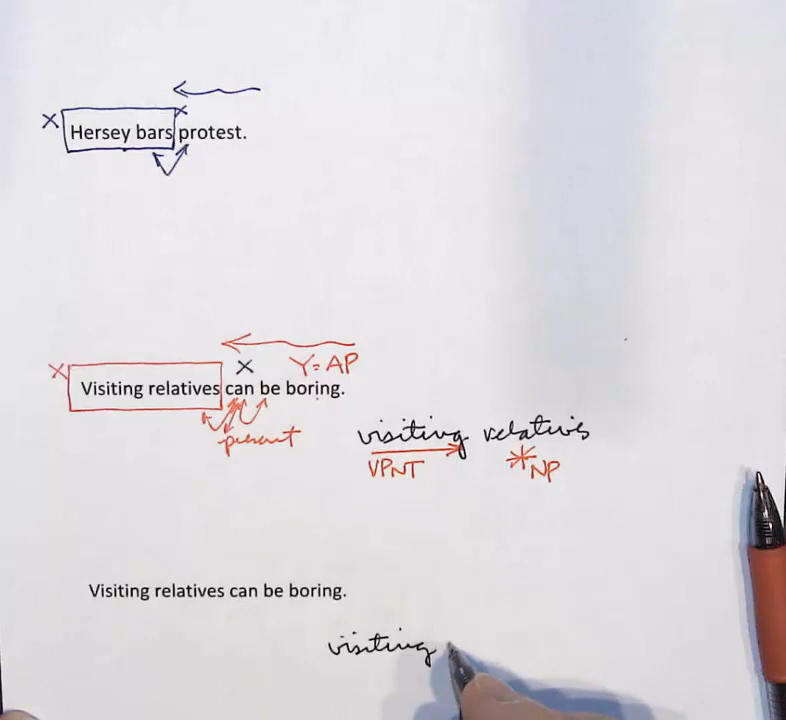 X X
Hersey bars protest.
X X Y=AP
Visiting relatives can be boring.
present
visiting relatives
VPNT NP
Visiting relatives can be boring.
visiting